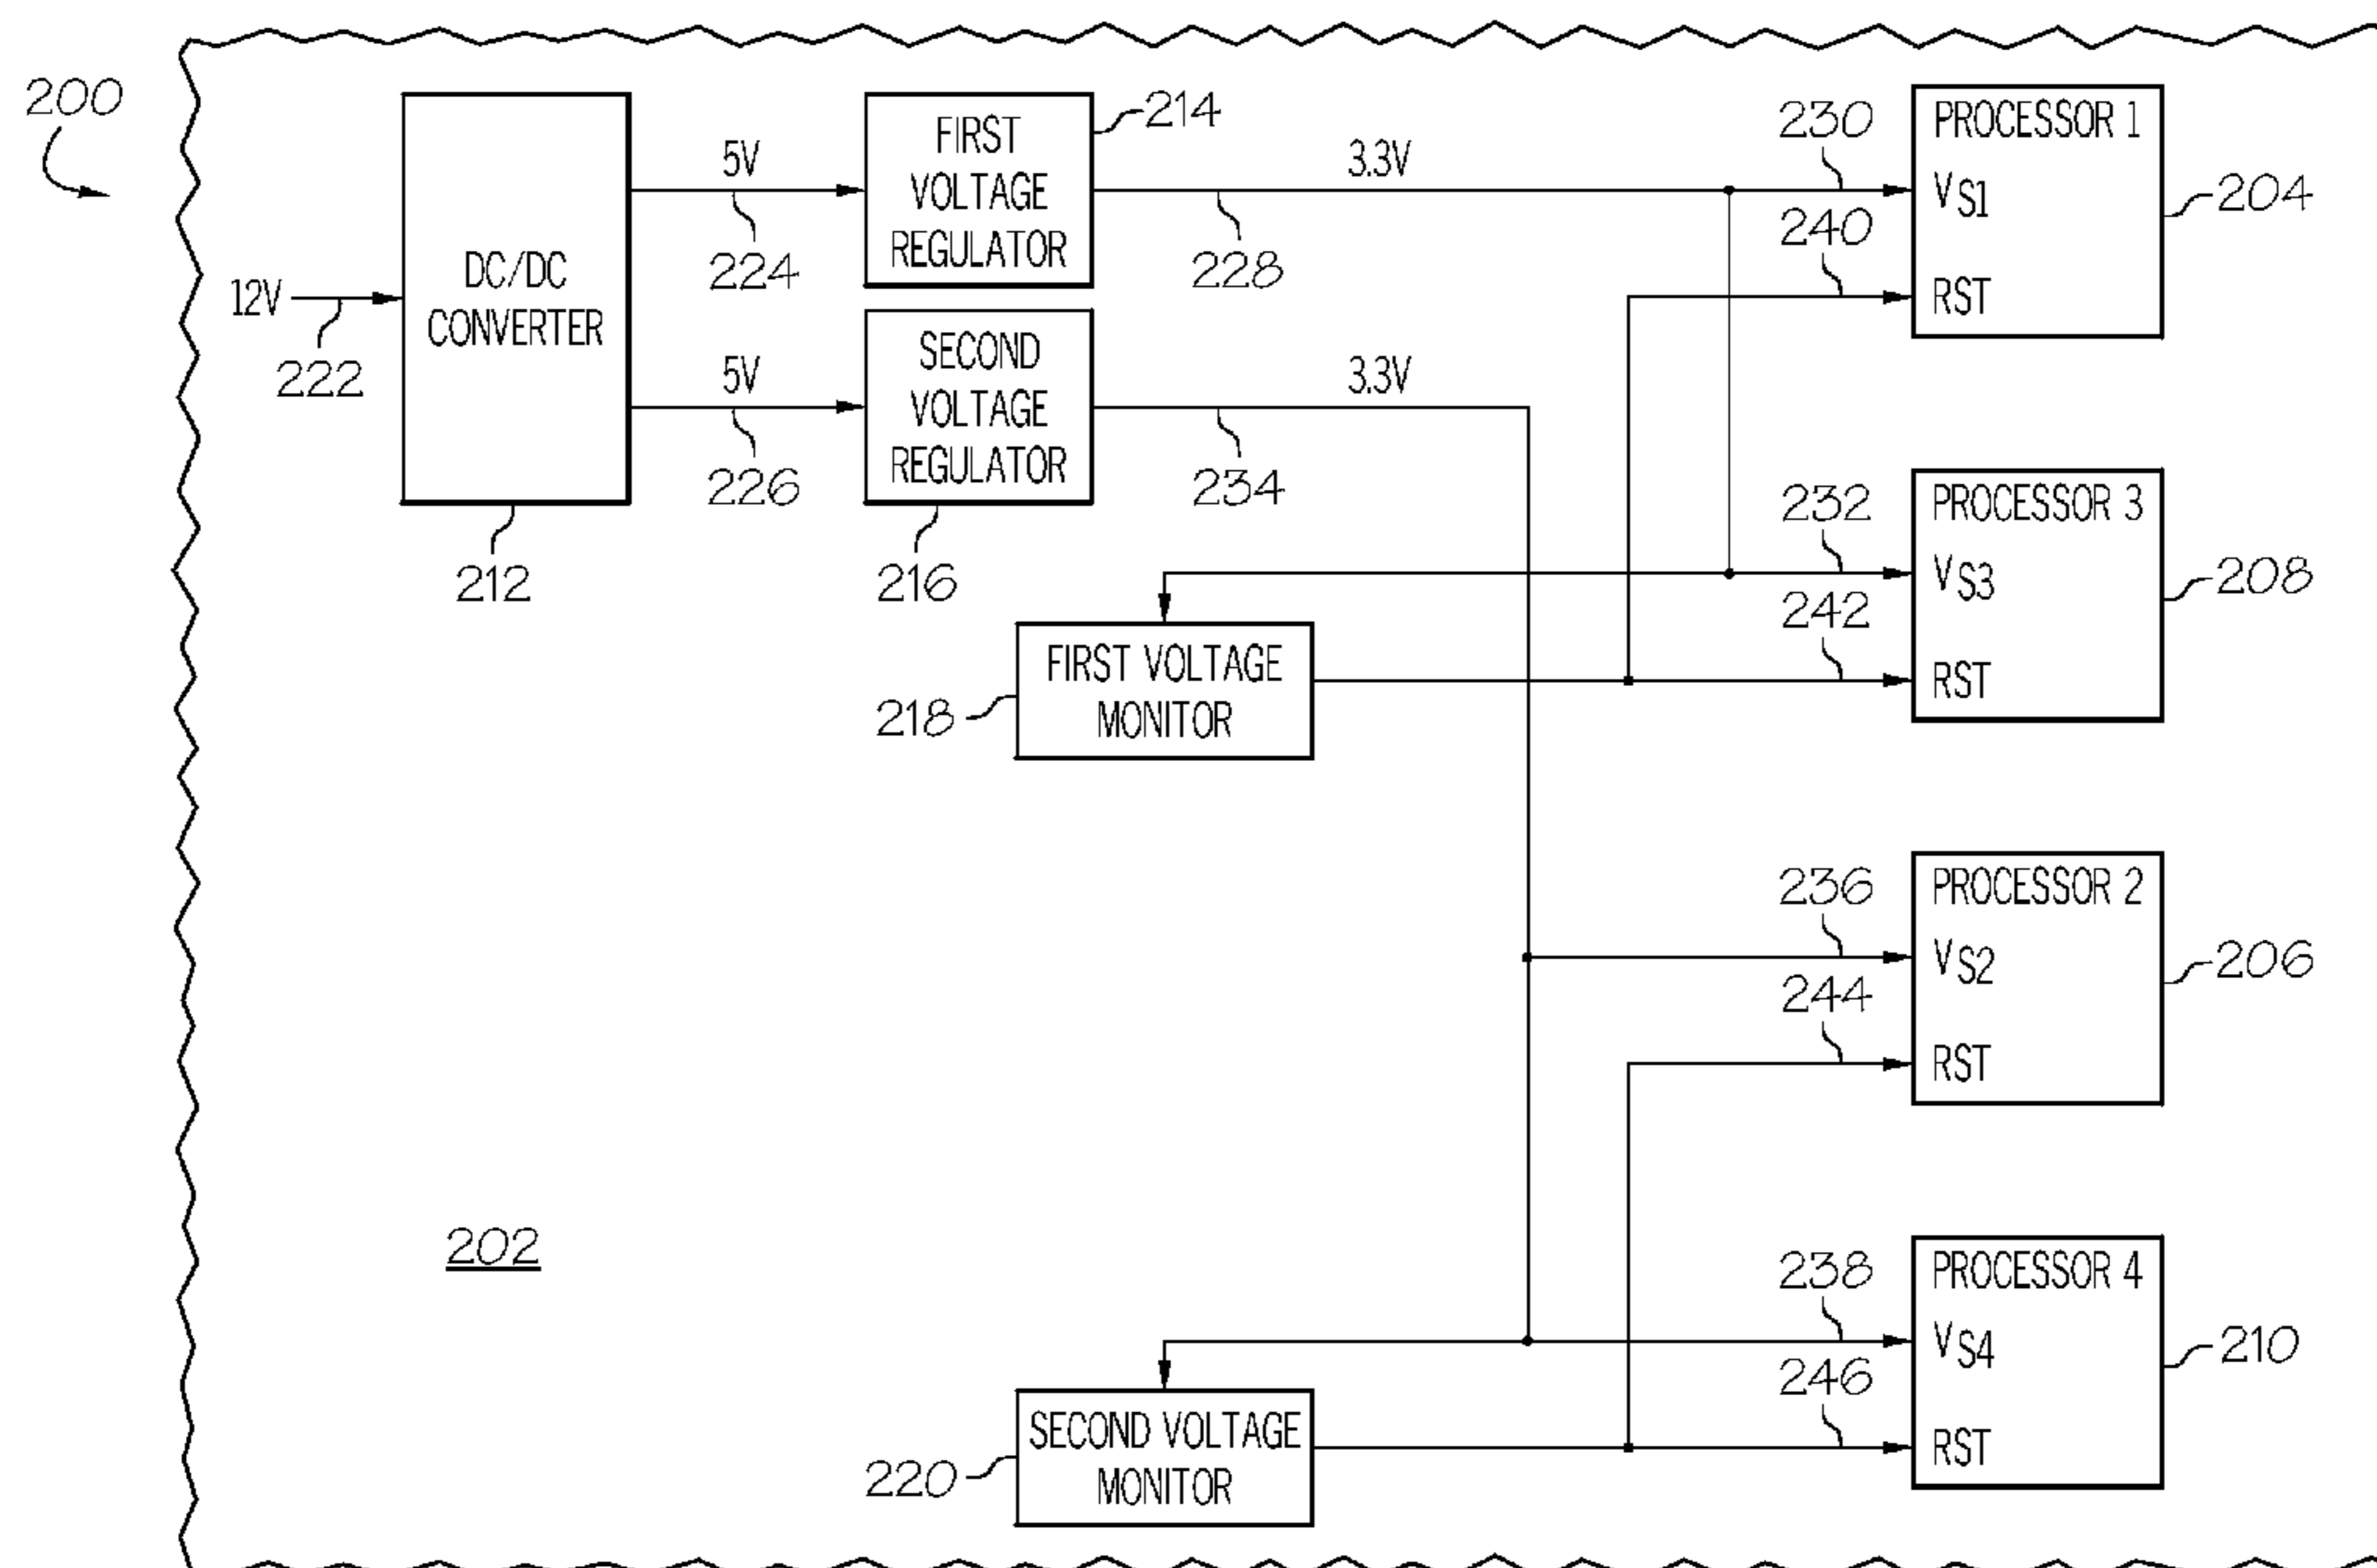 200
12V
222
DC/DC
CONVERTER
212
5V
224
5V
226
FIRST
VOLTAGE
REGULATOR
214
SECOND
VOLTAGE
REGULATOR
216
3.3V
228
3.3V
234
FIRST VOLTAGE
MONITOR
218
SECOND VOLTAGE
MONITOR
220
202
230
240
PROCESSOR 1
VS1
RST
204
232
242
PROCESSOR 3
VS3
RST
208
236
244
PROCESSOR 2
VS2
RST
206
238
246
PROCESSOR 4
VS4
RST
210